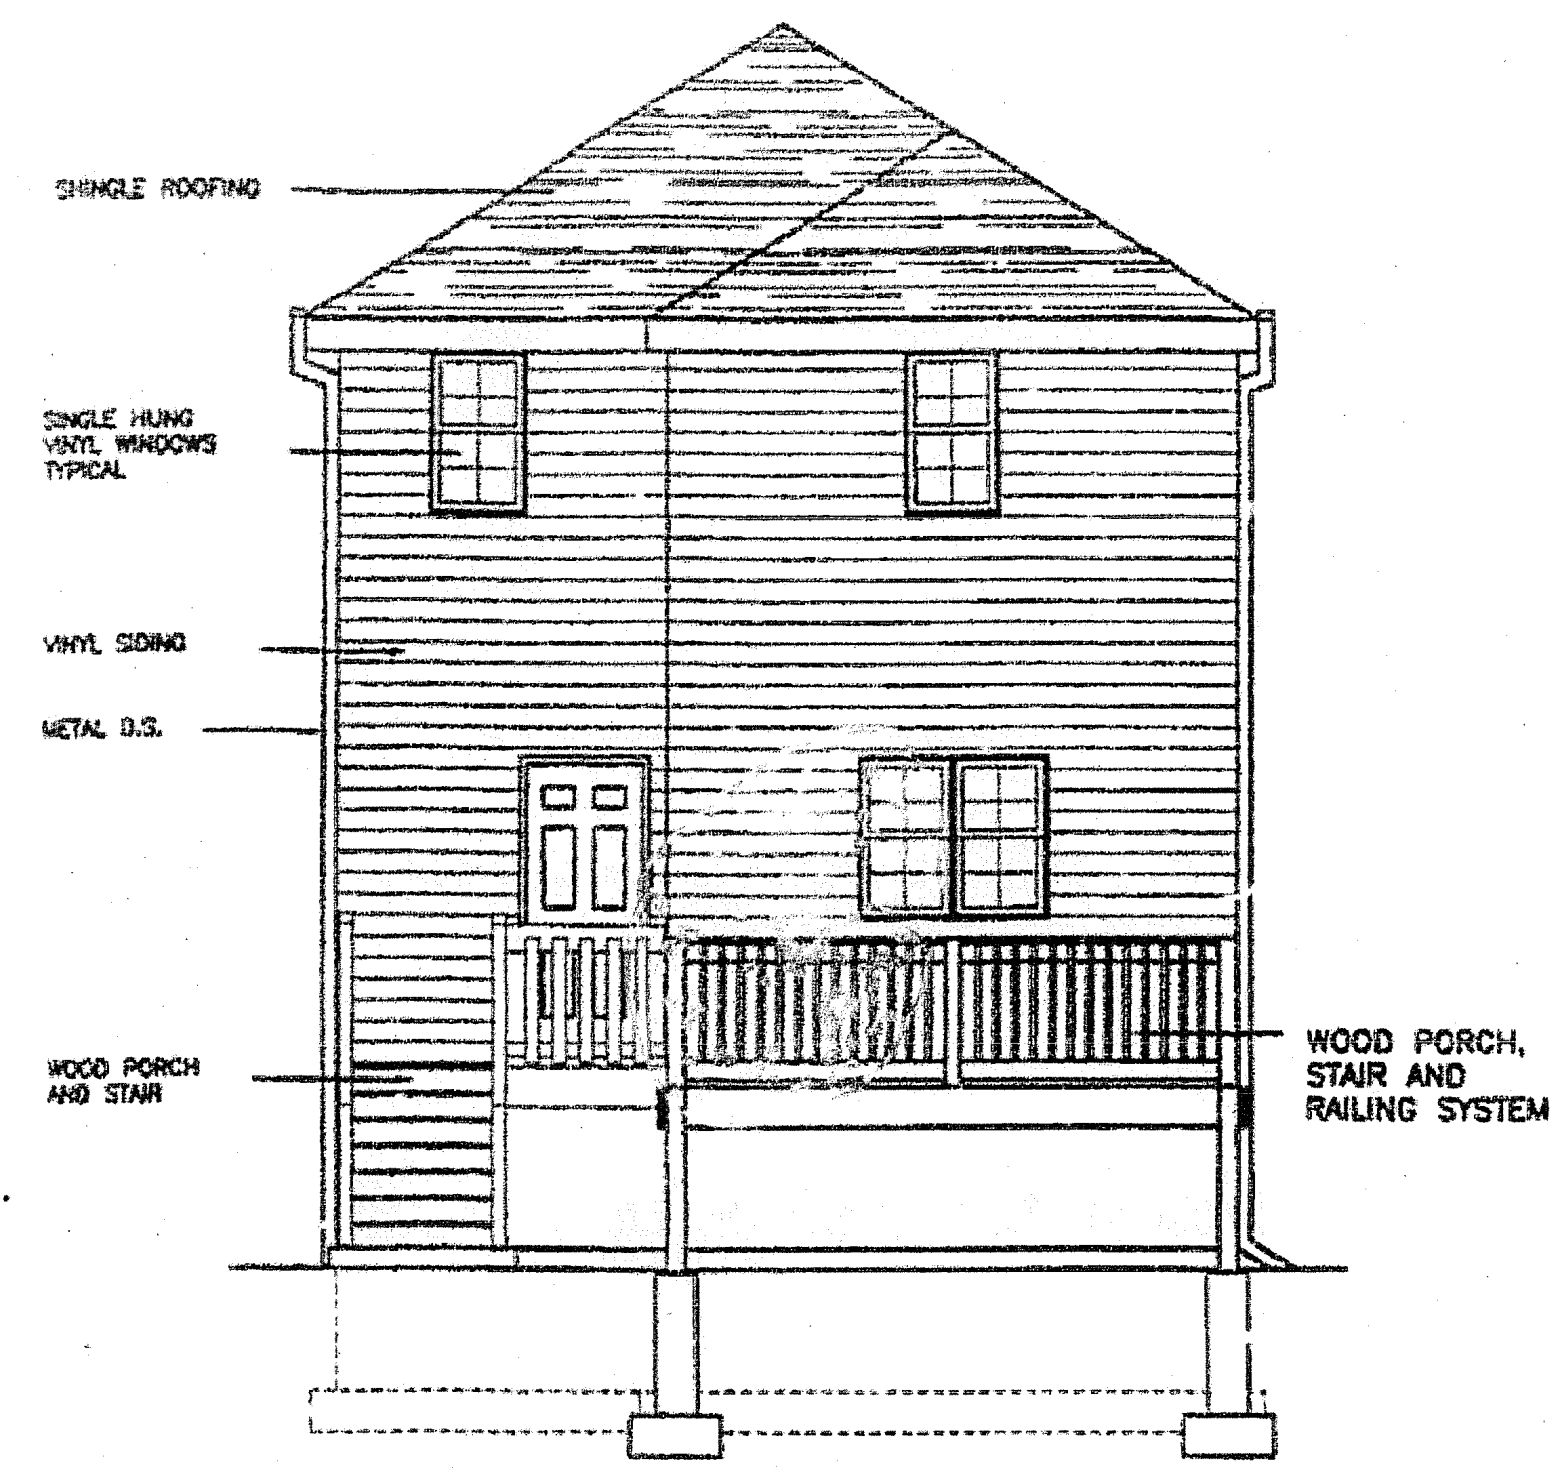 SHINGLE ROOFING
SINGLE HUNG
VINYL WINDOWS
TYPICAL
VINYL SIDING
METAL D.S.
WOOD PORCH
AND STAIR
WOOD PORCH,
STAIR AND
RAILING SYSTEM